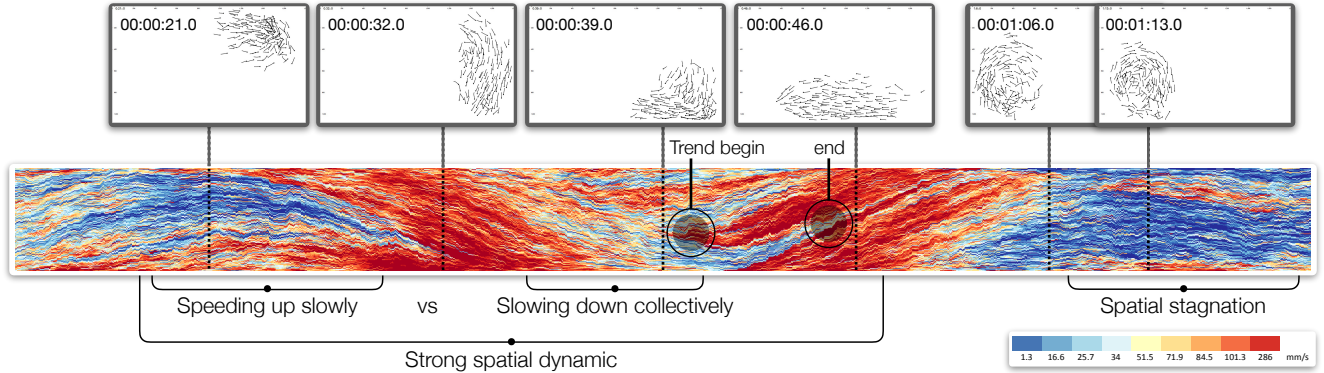 00:00:21.0
00:00:32.0
00:00:39.0
00:00:46.0
00:01:06.0
00:01:13.0
Trend begin
end
Speeding up slowly
vs
Slowing down collectively
Spatial stagnation
Strong spatial dynamic
1.3 16.6 25.7 34 51.5 71.9 84.5 101.3 286 mm/s